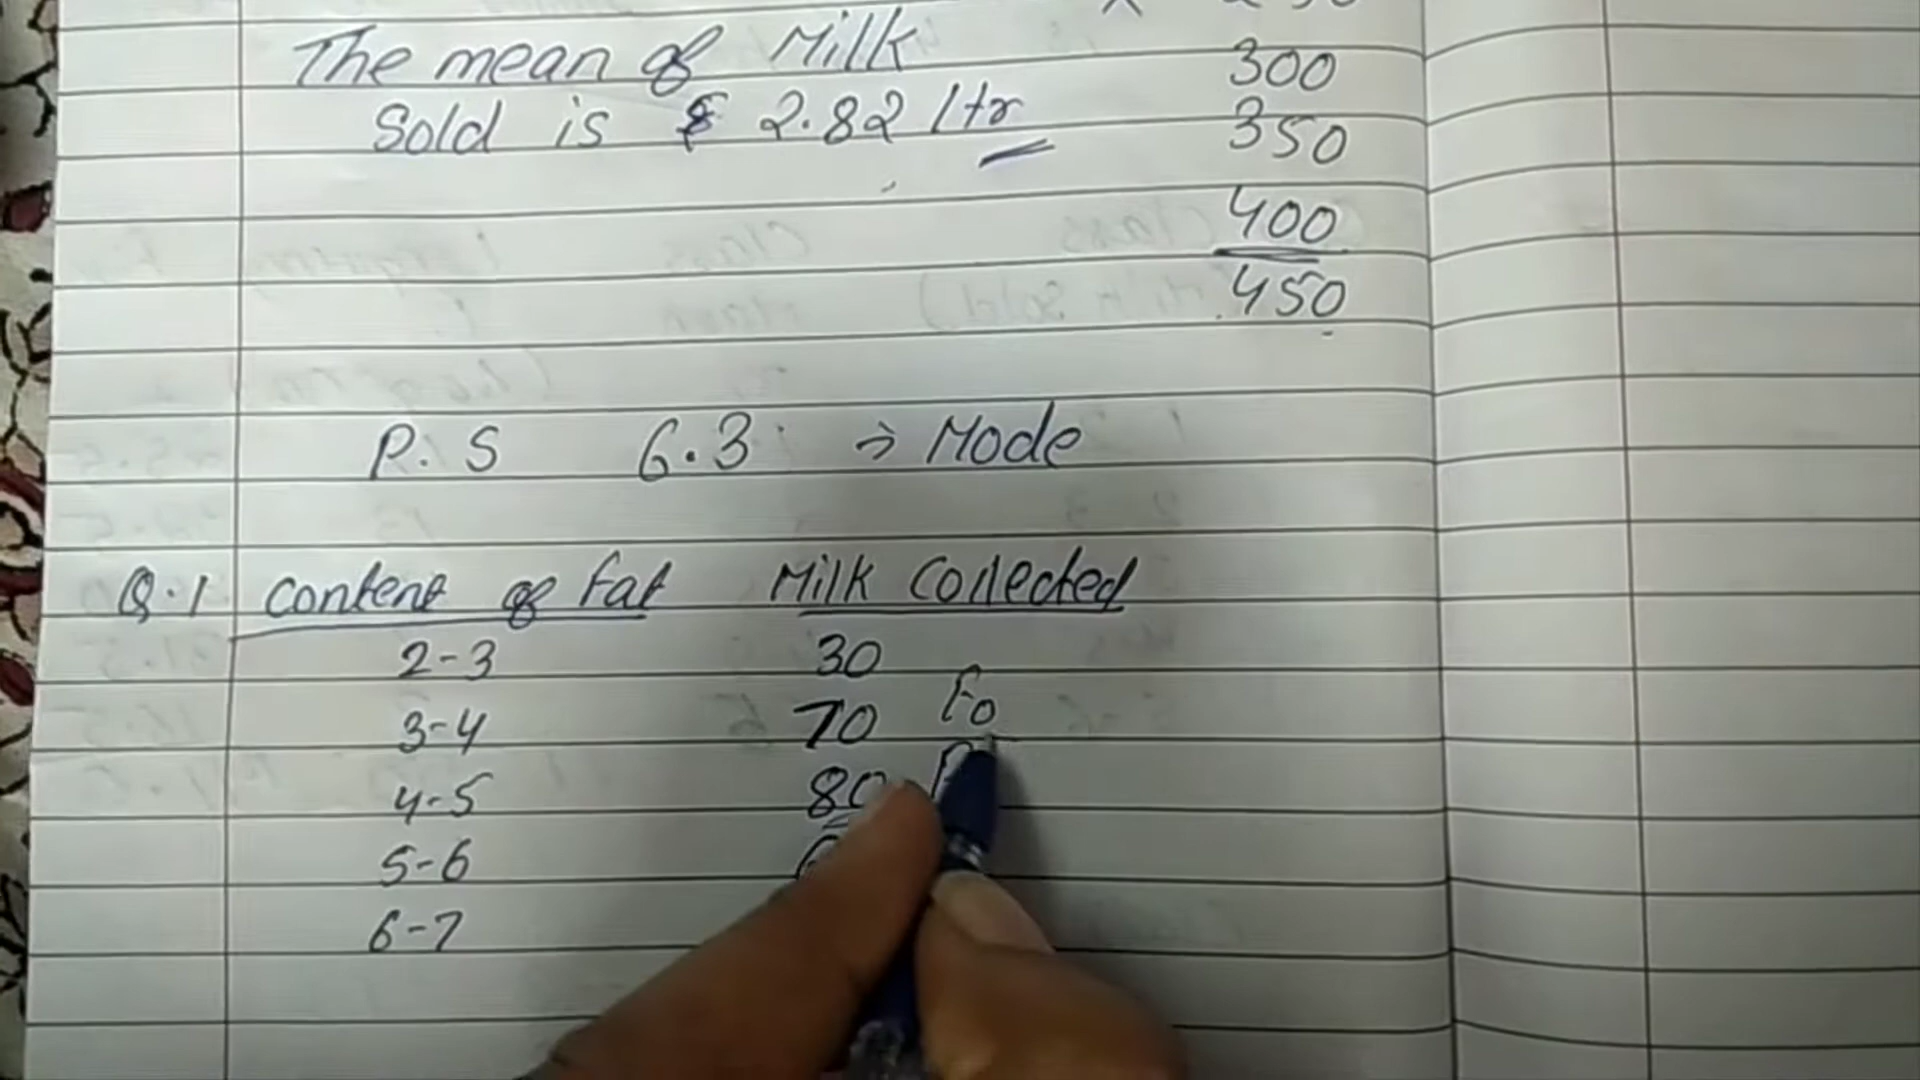 The mean of Milk
300
Sold is 2.82 ltr
350
400
450
P.S 6.3 → Mode
Q.1 Content of Fat Milk Collected
2-3 30
3-4 70 Fo
4-5 80
5-6
6-7